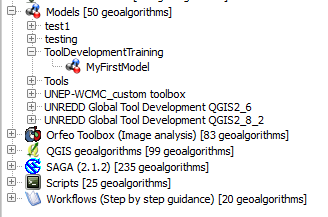 Models [50 geoalgorithms]
test1
testing
ToolDevelopmentTraining
MyFirstModel
Tools
UNEP-WCMC_custom toolbox
UNREDD Global Tool Development QGIS2_6
UNREDD Global Tool Development QGIS2_8_2
Orfeo Toolbox (Image analysis) [83 geoalgorithms]
QGIS geoalgorithms [99 geoalgorithms]
SAGA (2.1.2) [235 geoalgorithms]
Scripts [25 geoalgorithms]
Workflows (Step by step guidance) [20 geoalgorithms]